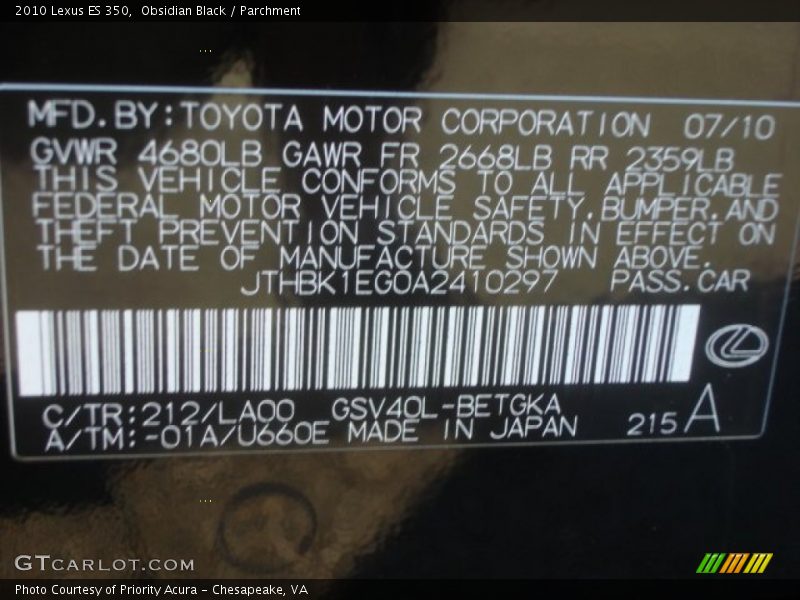 2010 Lexus ES 350,  Obsidian Black / Parchment
MFD. BY: TOYOTA MOTOR CORPORATION 07/10
GVWR 4680LB GAWR FR 2668LB RR 2359LB
THIS VEHICLE CONFORMS TO ALL APPLICABLE
FEDERAL MOTOR VEHICLE SAFETY, BUMPER, AND
THEFT PREVENTION STANDARDS IN EFFECT ON
THE DATE OF MANUFACTURE SHOWN ABOVE.
JTHBK1EG0A2410297 PASS. CAR
C/TR: 212/LA00 GSV40L-BETGKA
A/TM: -01A/U660E MADE IN JAPAN 215 A
GTCARLOT.COM
Photo Courtesy of Priority Acura - Chesapeake, VA